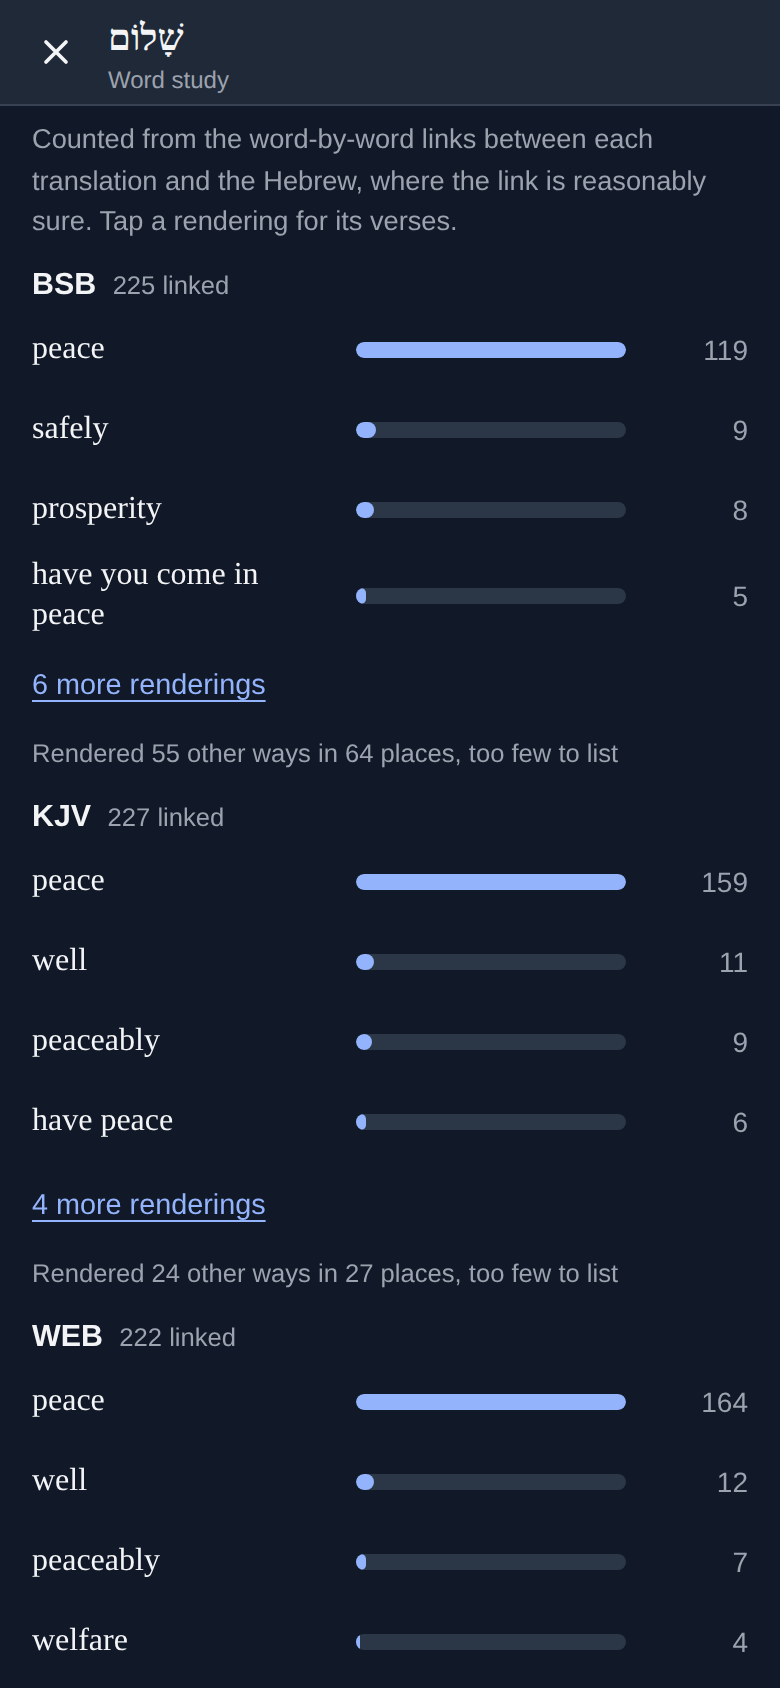 שָׁלוֹם
Word study
Counted from the word-by-word links between each
translation and the Hebrew, where the link is reasonably
sure. Tap a rendering for its verses.
BSB 225 linked
peace 119
safely 9
prosperity 8
have you come in
peace 5
6 more renderings
Rendered 55 other ways in 64 places, too few to list
KJV 227 linked
peace 159
well 11
peaceably 9
have peace 6
4 more renderings
Rendered 24 other ways in 27 places, too few to list
WEB 222 linked
peace 164
well 12
peaceably 7
welfare 4